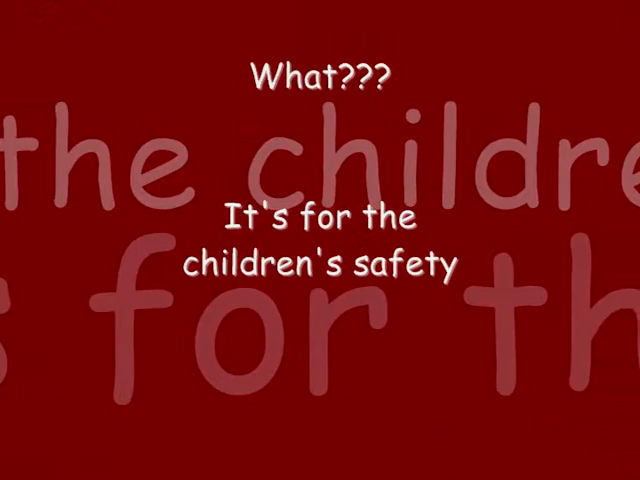 What???
the childre
It's for the
children's safety
s for th